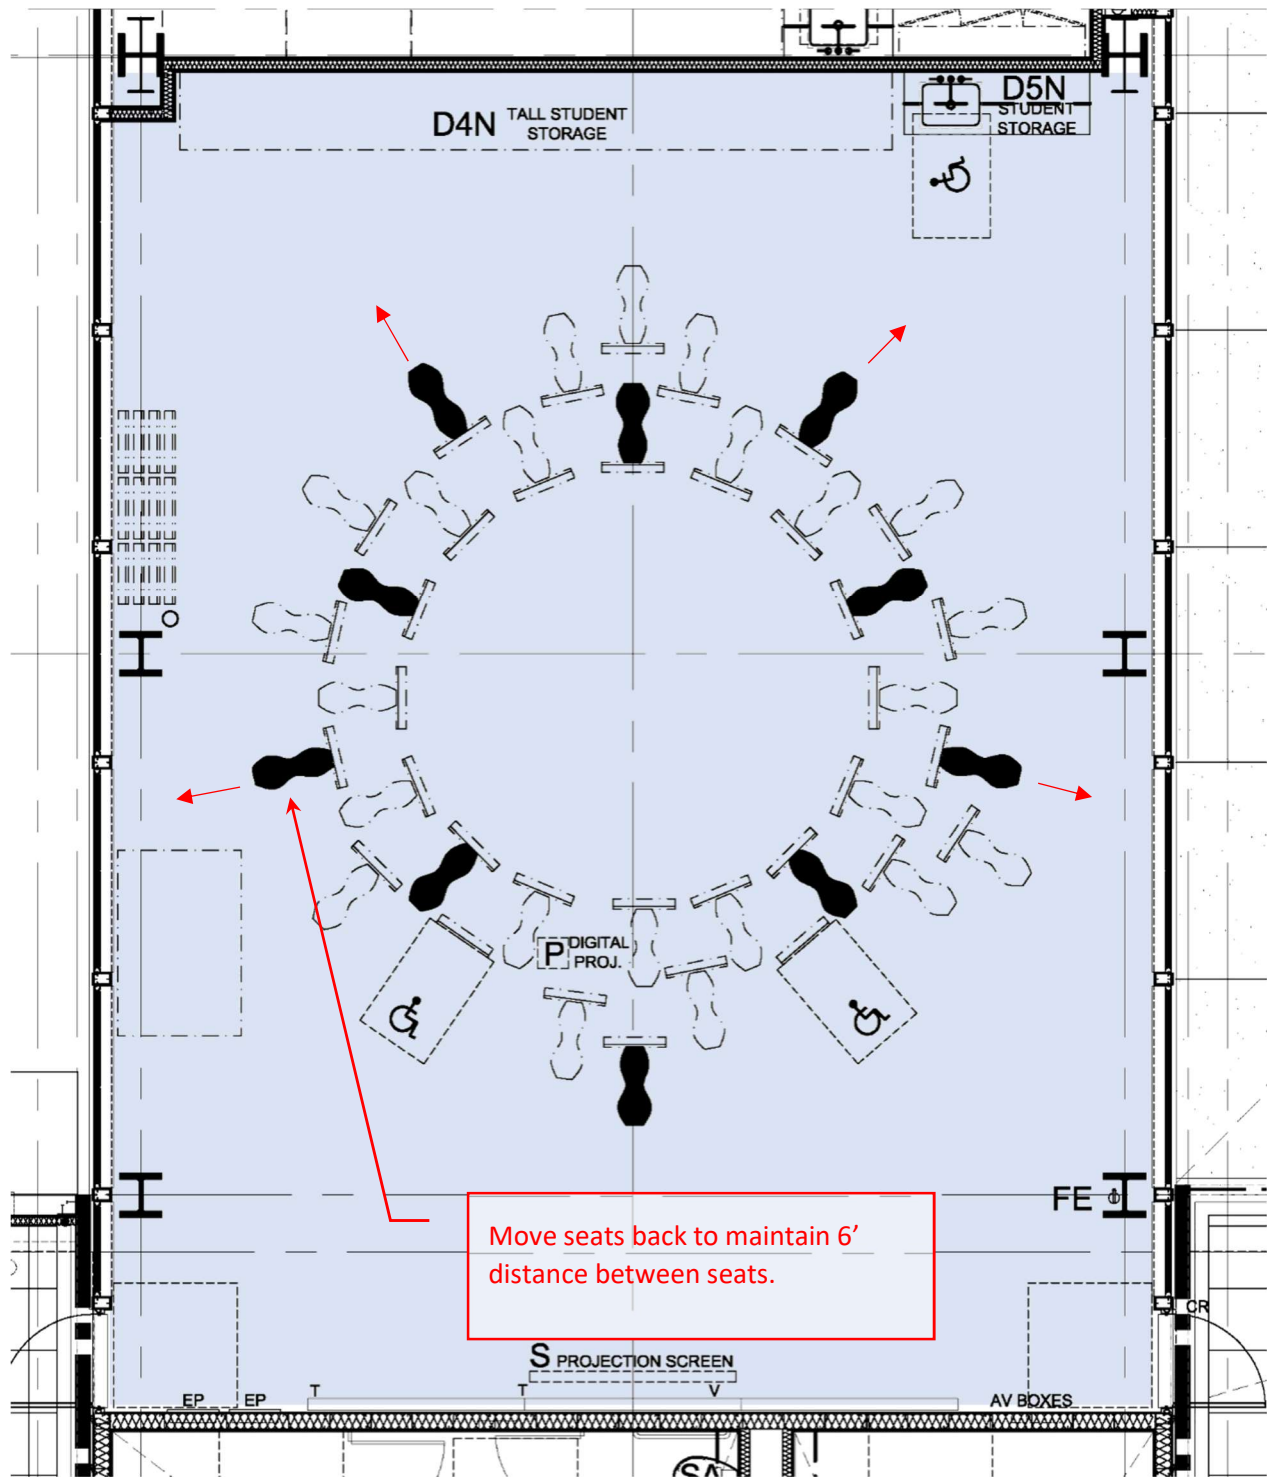 D4N TALL STUDENT
STORAGE
D5N
STUDENT
STORAGE
P DIGITAL
PROJ.
FE
Move seats back to maintain 6’
distance between seats.
CR
S PROJECTION SCREEN
EP EP T T V AV BOXES
SA